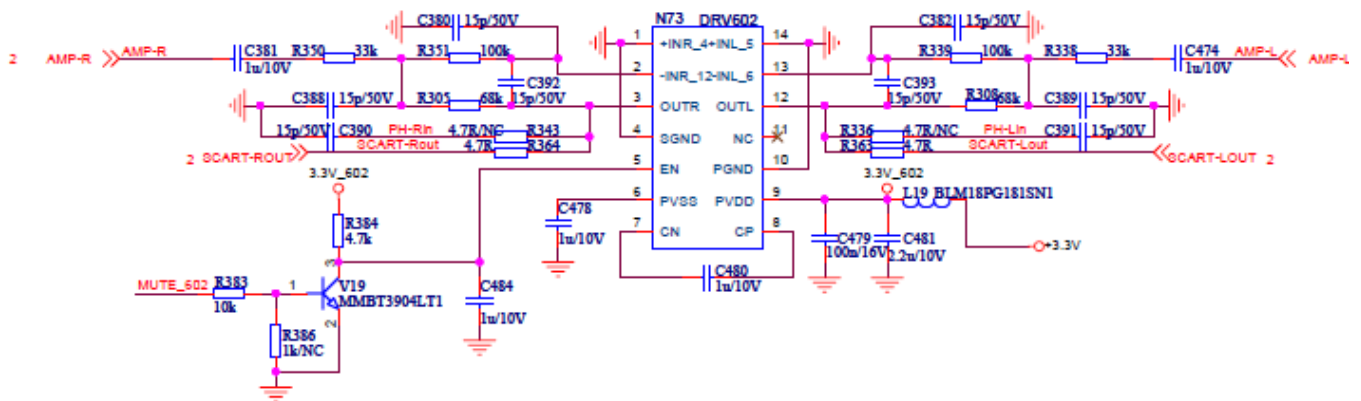 C380 15p/50V
N73 DRV602
C382 15p/50V
2 AMP-R AMP-R C381 1u/10V R350 33k R351 100k
1 +INR_4 +INL_5 14
R339 100k R338 33k C474 1u/10V AMP-L AMP-L
2 -INR_12 -INL_6 13
C392 15p/50V
C393 15p/50V
C388 15p/50V R305 68k
3 OUTR OUTL 12
R308 68k C389 15p/50V
15p/50V C390 PH-Rin 4.7R/NC R343
4 SGND NC 11
R336 4.7R/NC PH-Lin C391 15p/50V
2 SCART-ROUT SCART-Rout 4.7R R364
R363 4.7R SCART-Lout SCART-LOUT 2
5 EN PGND 10
3.3V_602
3.3V_602
6 PVSS PVDD 9
L19 BLM18PG181SN1
R384 4.7k
C478 1u/10V
7 CN CP 8
C479 100n/16V
C481 2.2u/10V
+3.3V
C480 1u/10V
MUTE_602 R383 10k
1 3 2 V19 MMBT3904LT1
C484 1u/10V
R386 1k/NC